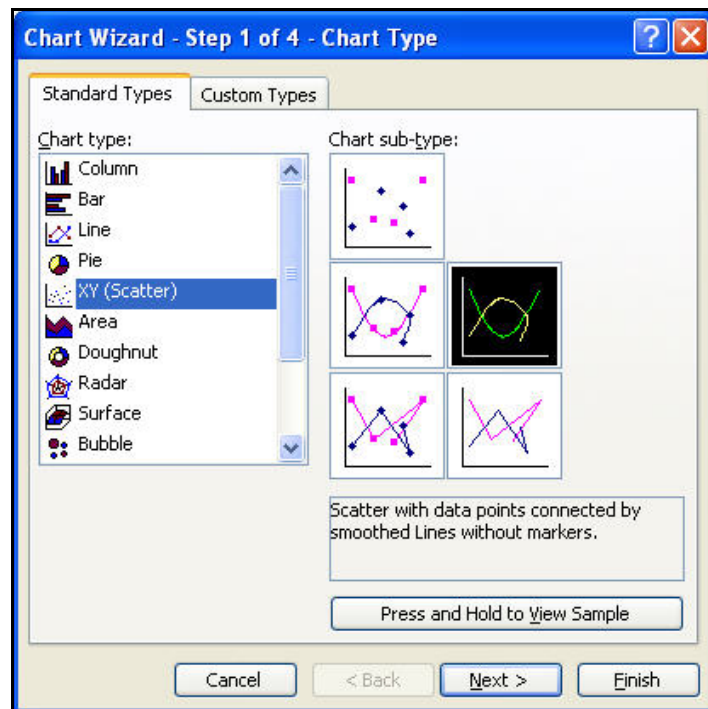 Chart Wizard - Step 1 of 4 - Chart Type
Standard Types
Custom Types
Chart type:
Column
Bar
Line
Pie
XY (Scatter)
Area
Doughnut
Radar
Surface
Bubble
Chart sub-type:
Scatter with data points connected by
smoothed Lines without markers.
Press and Hold to View Sample
Cancel
< Back
Next >
Finish